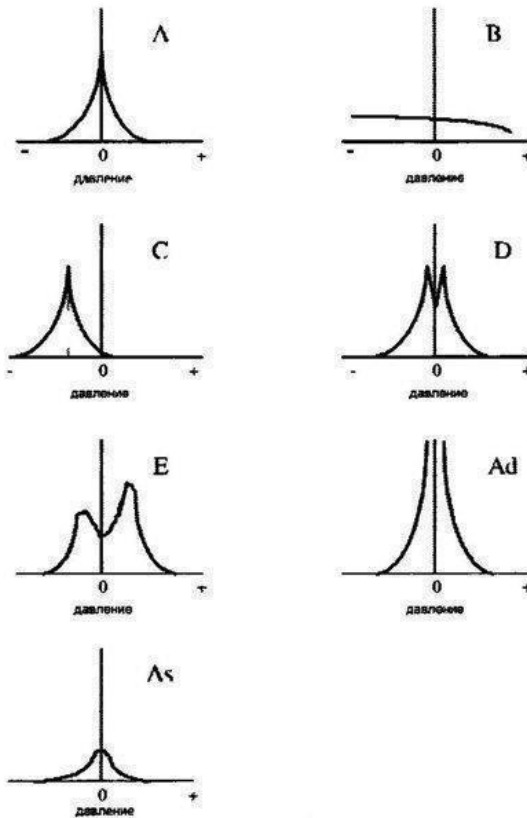 A
B
- 0 +
давление
- 0 +
давление
C
D
- 0 +
давление
- 0 +
давление
E
Ad
0 +
давление
0 +
давление
As
0 +
давление